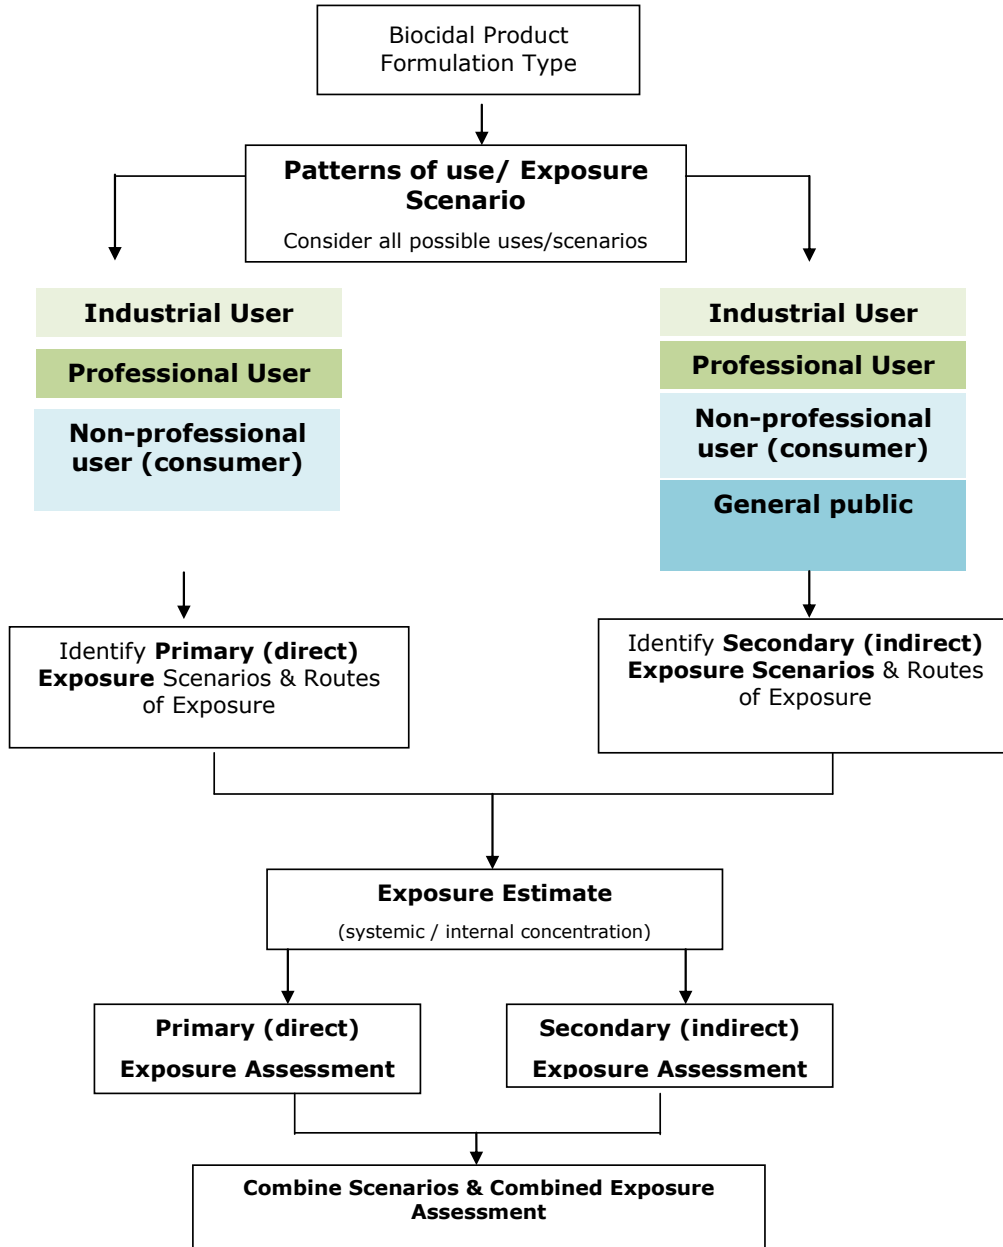 Biocidal Product
Formulation Type
Patterns of use/ Exposure
Scenario
Consider all possible uses/scenarios
Industrial User
Professional User
Non-professional
user (consumer)
Industrial User
Professional User
Non-professional
user (consumer)
General public
Identify Primary (direct)
Exposure Scenarios & Routes
of Exposure
Identify Secondary (indirect)
Exposure Scenarios & Routes
of Exposure
Exposure Estimate
(systemic / internal concentration)
Primary (direct)
Exposure Assessment
Secondary (indirect)
Exposure Assessment
Combine Scenarios & Combined Exposure
Assessment